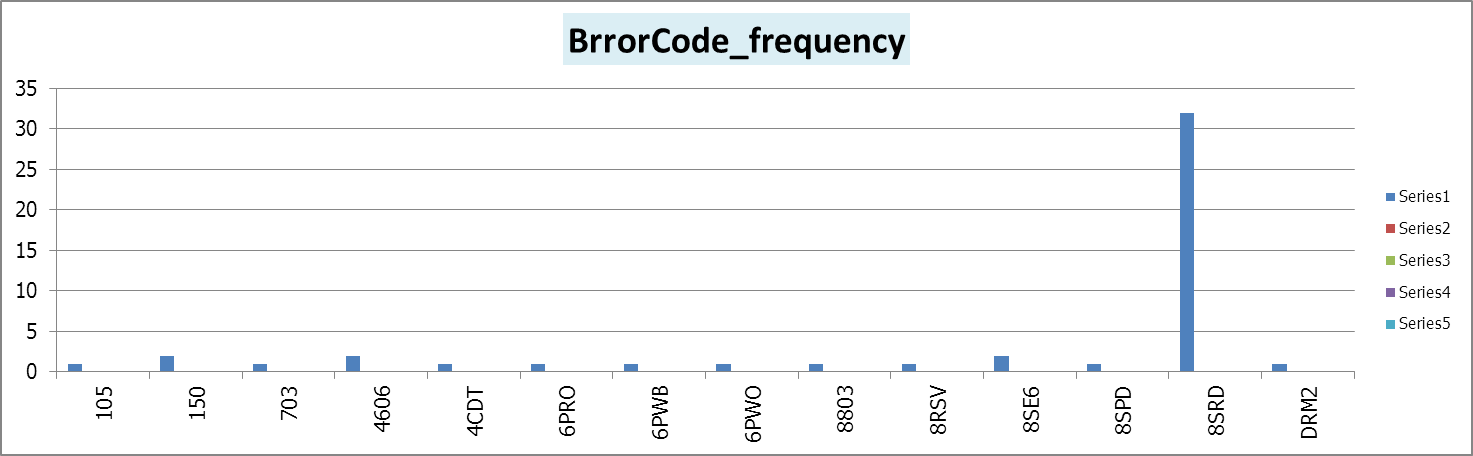 BrrorCode_frequency
35
30
25
20
15
10
5
0
105
150
703
4606
4CDT
6PRO
6PWB
6PWO
8803
8RSV
8SE6
8SPD
8SRD
DRM2
Series1
Series2
Series3
Series4
Series5